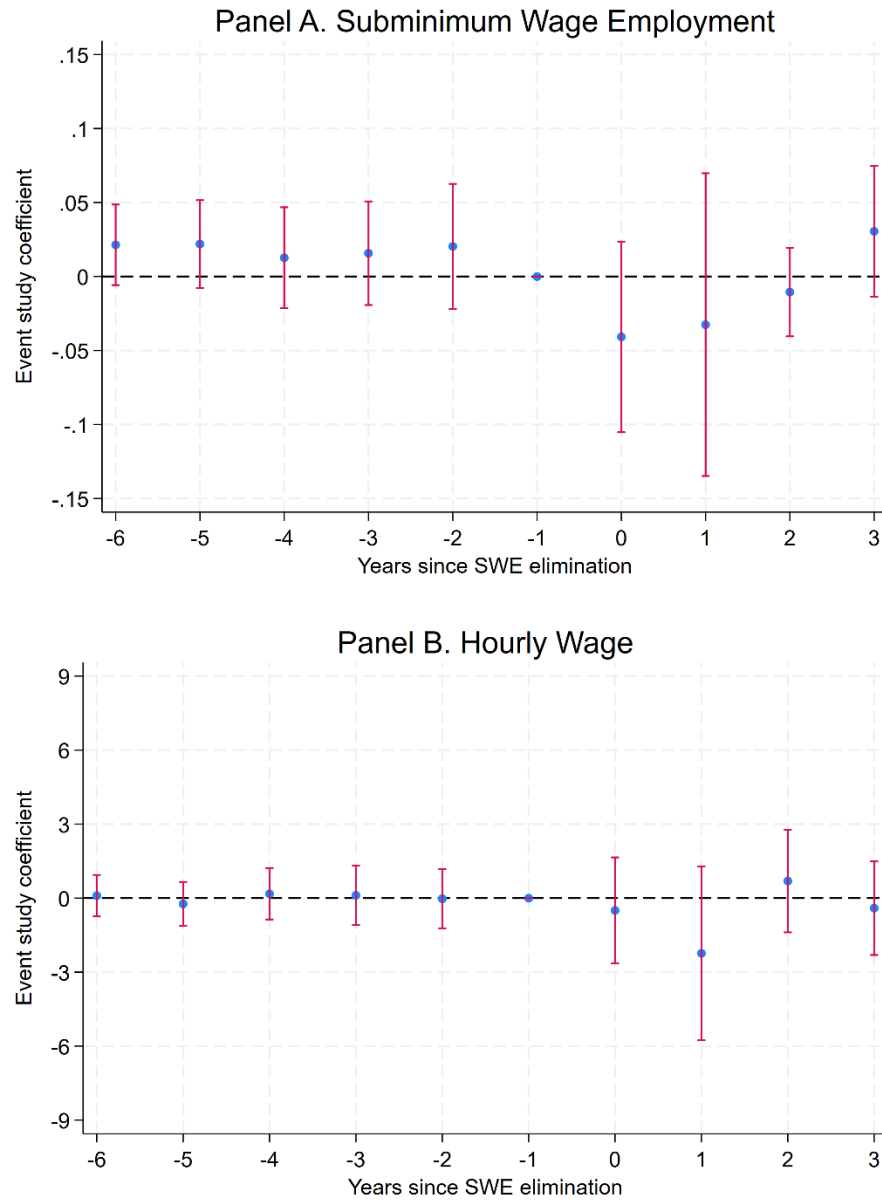 Panel A. Subminimum Wage Employment
.15
.1
.05
0
-.05
-.1
-.15
Event study coefficient
-6 -5 -4 -3 -2 -1 0 1 2 3
Years since SWE elimination
Panel B. Hourly Wage
9
6
3
0
-3
-6
-9
Event study coefficient
-6 -5 -4 -3 -2 -1 0 1 2 3
Years since SWE elimination